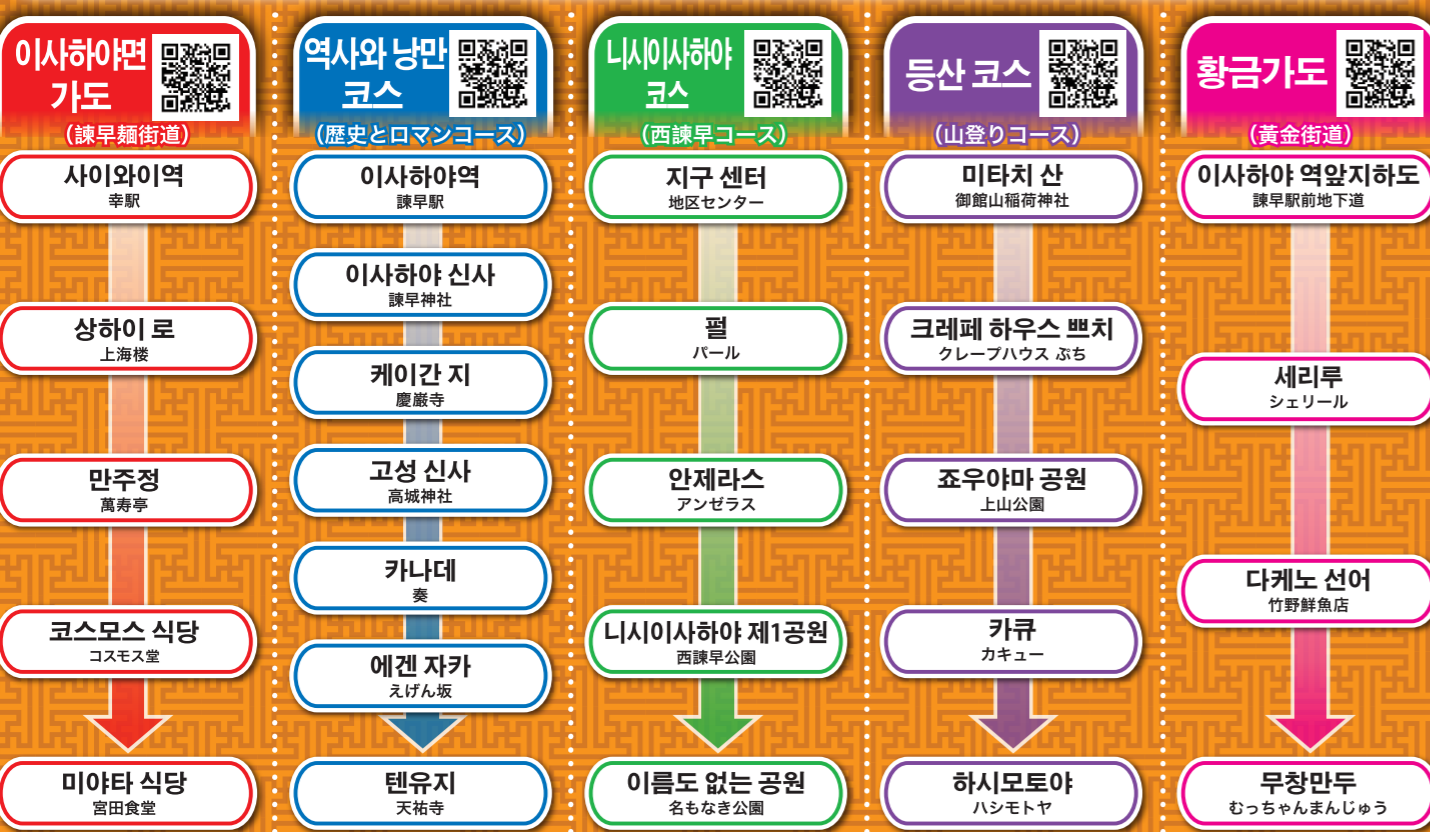 이사하야면
가도
(諫早麺街道)
사이와이역
幸駅
상하이 로
上海楼
만주정
萬寿亭
코스모스 식당
コスモス堂
미야타 식당
宮田食堂
역사와 낭만
코스
(歴史とロマンコース)
이사하야역
諫早駅
이사하야 신사
諫早神社
케이간 지
慶巌寺
고성 신사
高城神社
카나데
奏
에겐 자카
えげん坂
텐유지
天祐寺
니시이사하야
코스
(西諫早コース)
지구 센터
地区センター
펄
パール
안제라스
アンゼラス
니시이사하야 제1공원
西諫早公園
이름도 없는 공원
名もなき公園
등산 코스
(山登りコース)
미타치 산
御館山稲荷神社
크레페 하우스 쁘치
クレープハウス ぷち
죠우야마 공원
上山公園
카큐
カキュー
하시모토야
ハシモトヤ
황금가도
(黃金街道)
이사하야 역앞지하도
諫早駅前地下道
세리루
シェリール
다케노 선어
竹野鮮魚店
무창만두
むっちゃんまんじゅう